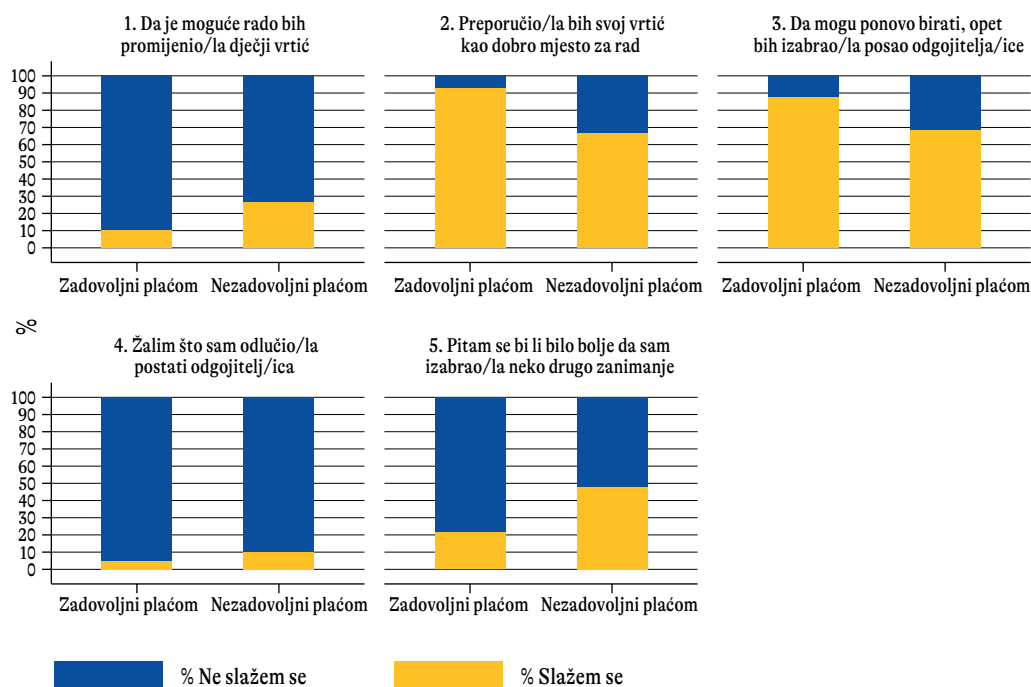 1. Da je moguće rado bih
promijenio/la dječji vrtić
2. Preporučio/la bih svoj vrtić
kao dobro mjesto za rad
3. Da mogu ponovo birati, opet
bih izabrao/la posao odgojitelja/ice
100
90
80
70
60
50
40
30
20
10
0
Zadovoljni plaćom Nezadovoljni plaćom
Zadovoljni plaćom Nezadovoljni plaćom
Zadovoljni plaćom Nezadovoljni plaćom
%
4. Žalim što sam odlučio/la
postati odgojitelj/ica
5. Pitam se bi li bilo bolje da sam
izabrao/la neko drugo zanimanje
100
90
80
70
60
50
40
30
20
10
0
Zadovoljni plaćom Nezadovoljni plaćom
Zadovoljni plaćom Nezadovoljni plaćom
% Ne slažem se
% Slažem se